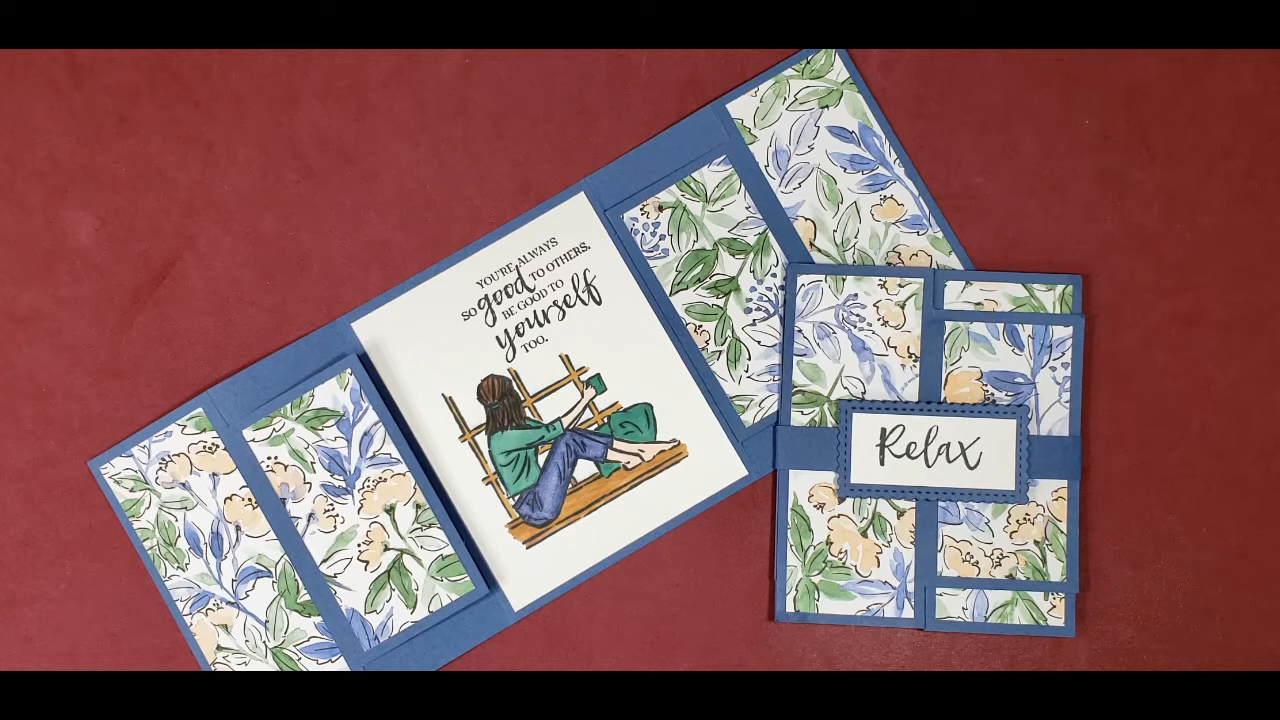 YOU'RE ALWAYS
SO good TO OTHERS.
BE GOOD TO
yourself
TOO.
Relax